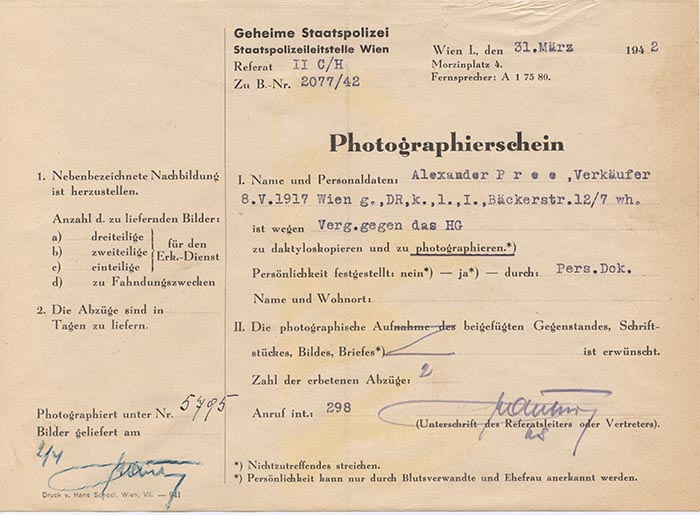 Geheime Staatspolizei
Staatspolizeileitstelle Wien
Referat II C/H
Zu B.-Nr. 2077/42
Wien I., den 31.März 1942
Morzinplatz 4.
Fernsprecher: A 1 75 80.
Photographierschein
1. Nebenbezeichnete Nachbildung
ist herzustellen.
Anzahl d. zu liefernden Bilder:
a) dreiteilige
b) zweiteilige
c) einteilige
für den
Erk.-Dienst
d) zu Fahndungszwecken
2. Die Abzüge sind in
Tagen zu liefern.
Photographiert unter Nr. 5795
Bilder geliefert am
2/4
Druck v. Hans School, Wien, VII. — 941
I. Name und Personaldaten: Alexander P r e e ,Verkäufer
8.V.1917 Wien g.,DR,k.,l.,I.,Bäckerstr.12/7 wh.
ist wegen Verg.gegen das HG
zu daktyloskopieren und zu photographieren.*)
Persönlichkeit festgestellt: nein*) — ja*) — durch: Pers.Dok.
Name und Wohnort:
II. Die photographische Aufnahme des beigefügten Gegenstandes, Schrift-
stückes, Bildes, Briefes*) ist erwünscht.
Zahl der erbetenen Abzüge: 2
Anruf int.: 298
(Unterschrift des Referatsleiters oder Vertreters).
*) Nichtzutreffendes streichen.
*) Persönlichkeit kann nur durch Blutsverwandte und Ehefrau anerkannt werden.